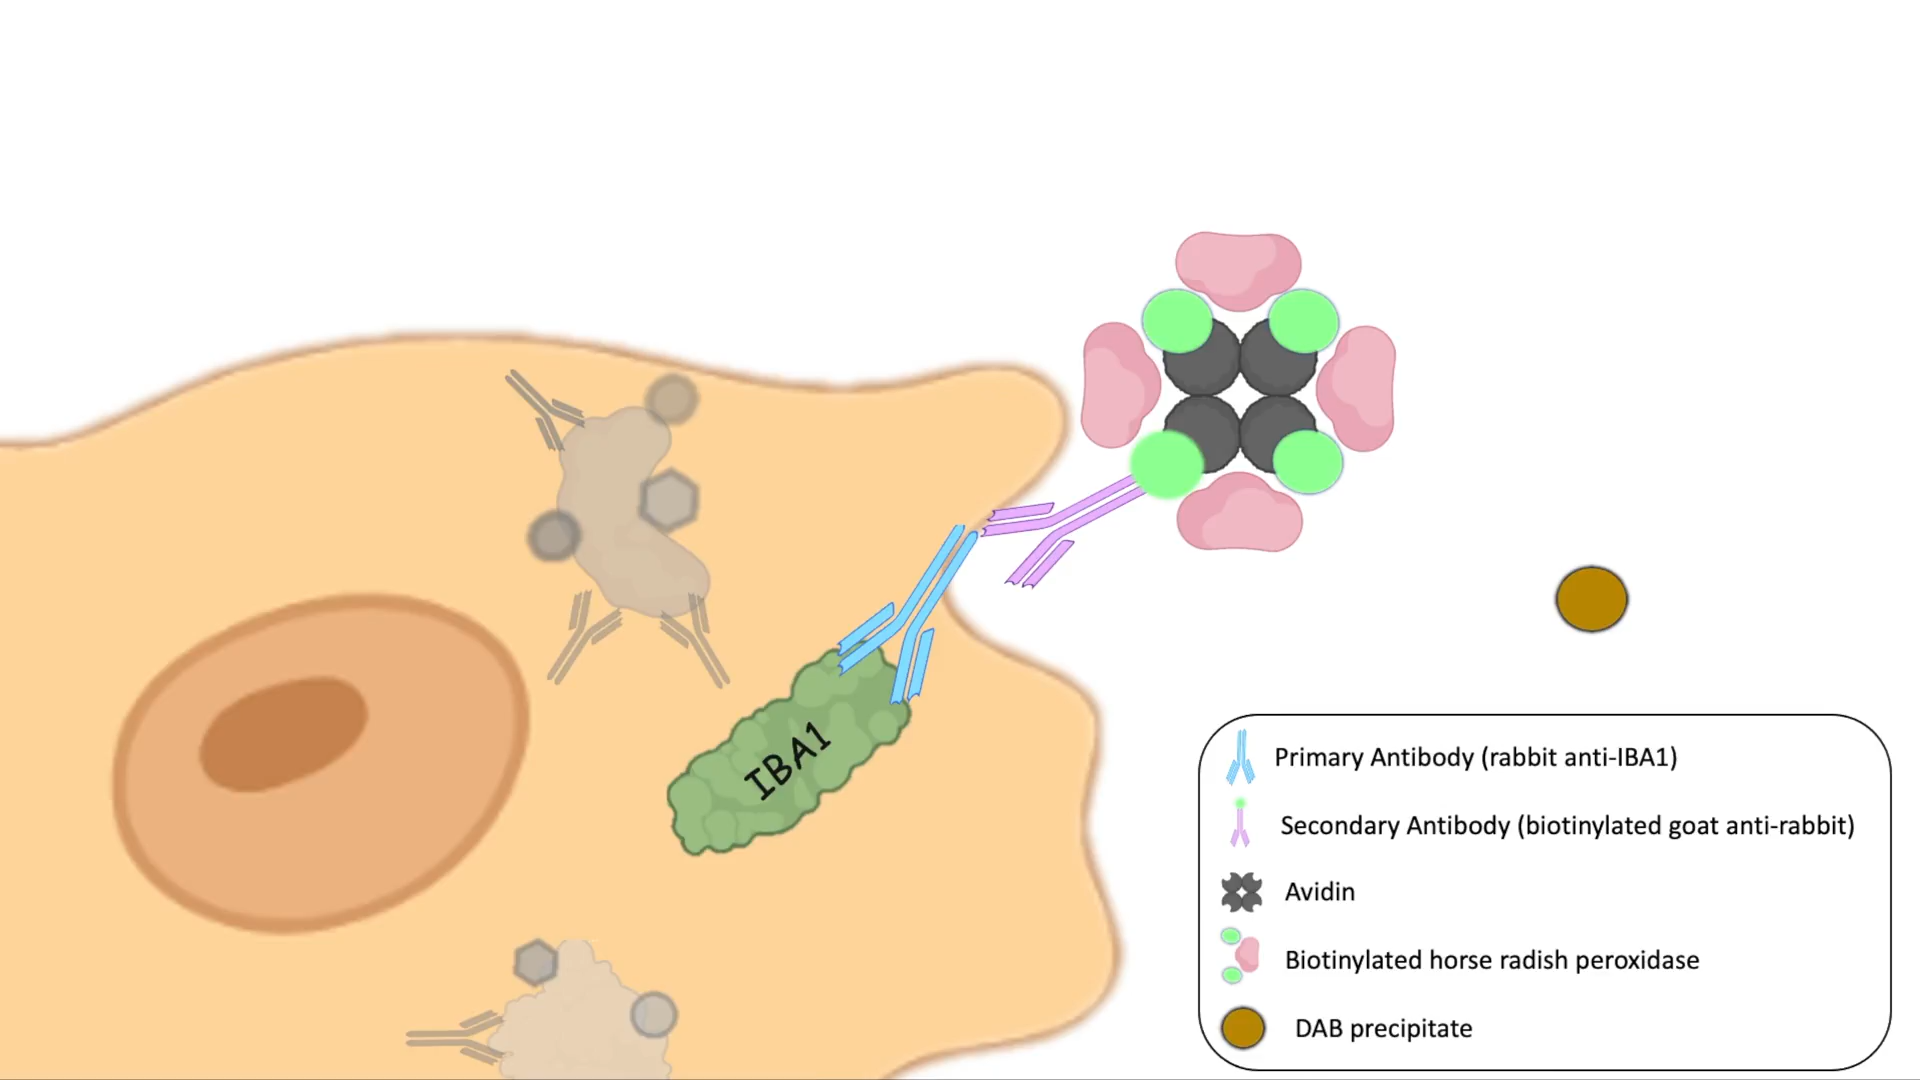 IBA1
Primary Antibody (rabbit anti-IBA1)
Secondary Antibody (biotinylated goat anti-rabbit)
Avidin
Biotinylated horse radish peroxidase
DAB precipitate